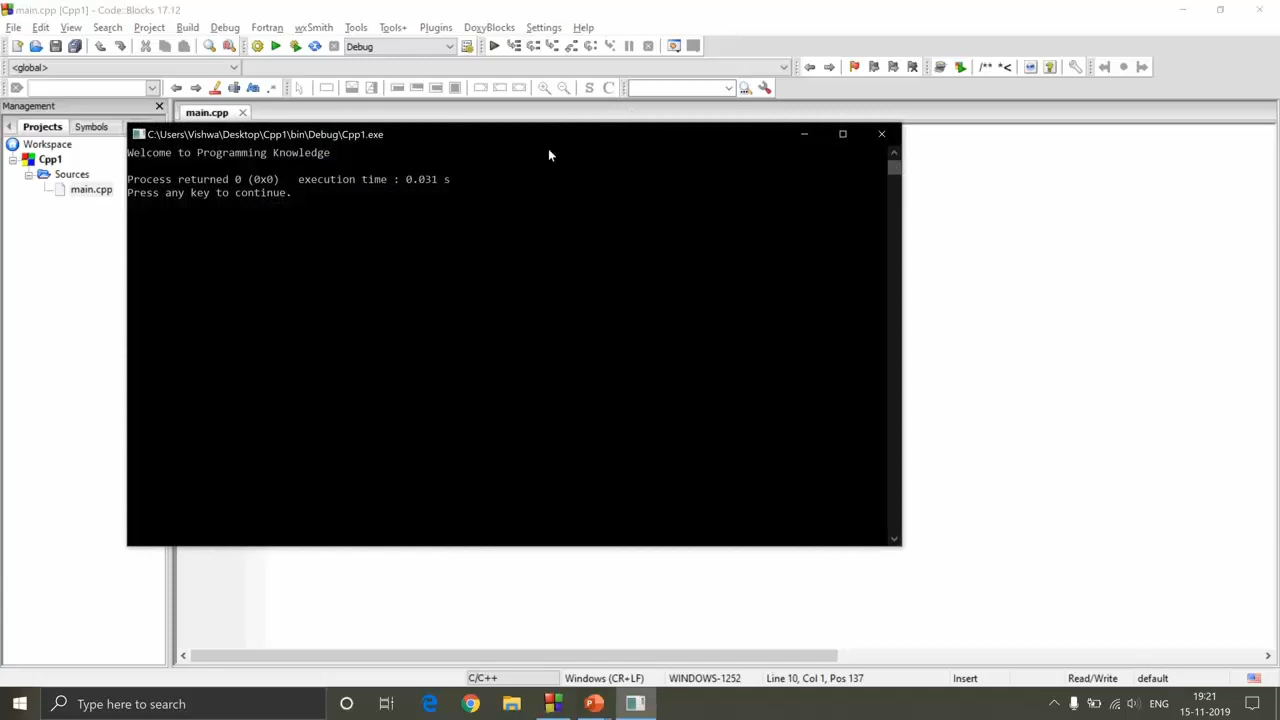 main.cpp [Cpp1] - Code::Blocks 17.12
File Edit View Search Project Build Debug Fortran wxSmith Tools Tools+ Plugins DoxyBlocks Settings Help
Debug
<global>
/** *<
S C
Management
main.cpp
Projects Symbols
Workspace
Cpp1
Sources
main.cpp
C:\Users\Vishwa\Desktop\Cpp1\bin\Debug\Cpp1.exe
Welcome to Programming Knowledge
Process returned 0 (0x0) execution time : 0.031 s
Press any key to continue.
C/C++ Windows (CR+LF) WINDOWS-1252 Line 10, Col 1, Pos 137 Insert Read/Write default
Type here to search
ENG
19:21
15-11-2019